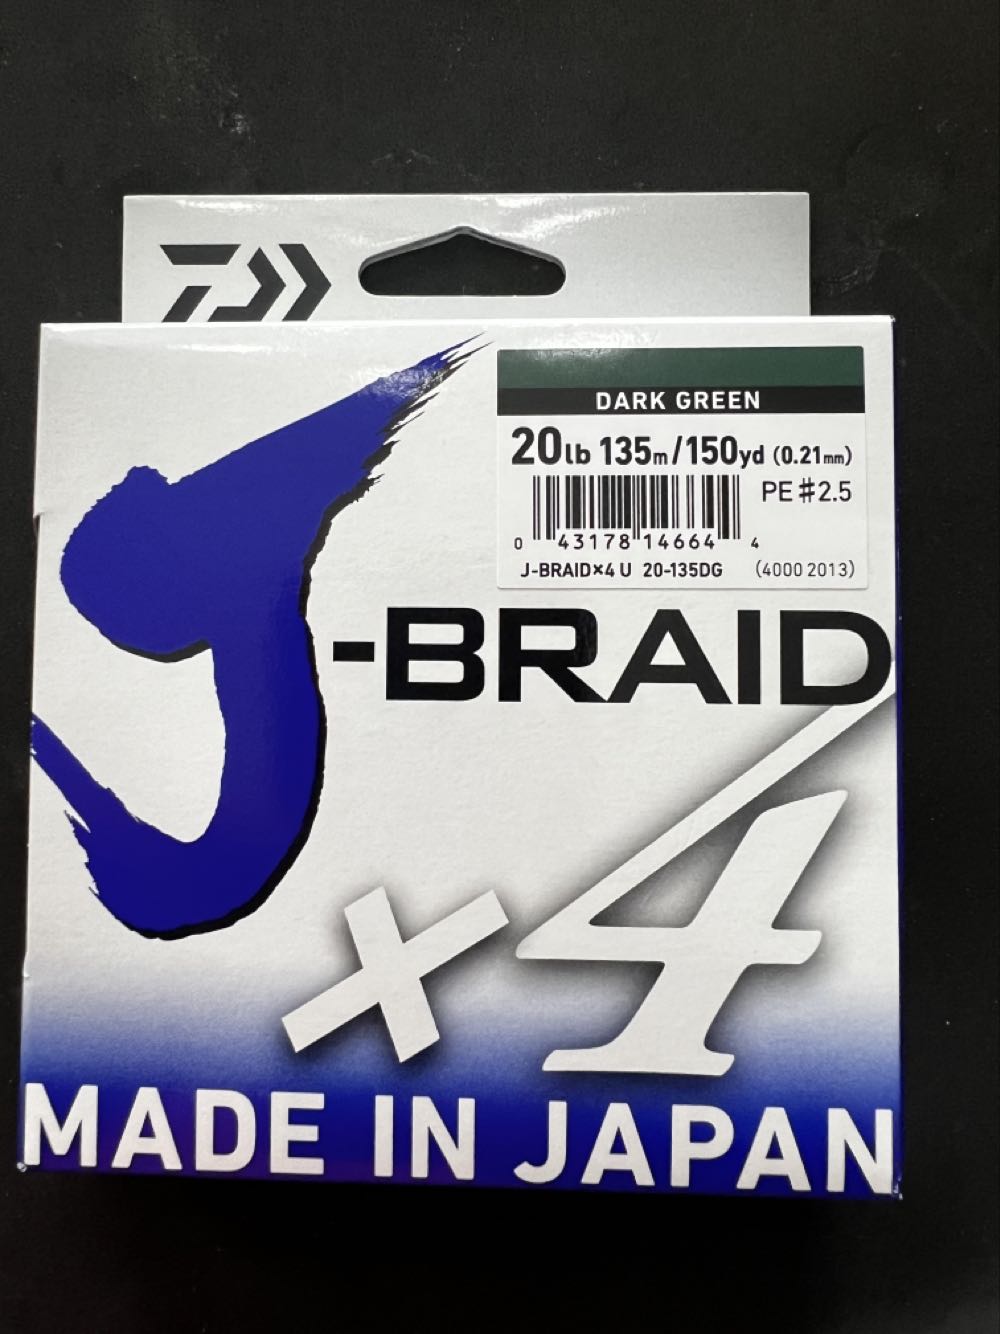 DARK GREEN
20lb 135m/150yd (0.21mm)
PE#2.5
0 43178 14664 4
J-BRAID×4 U 20-135DG (4000 2013)
J-BRAID
×4
MADE IN JAPAN